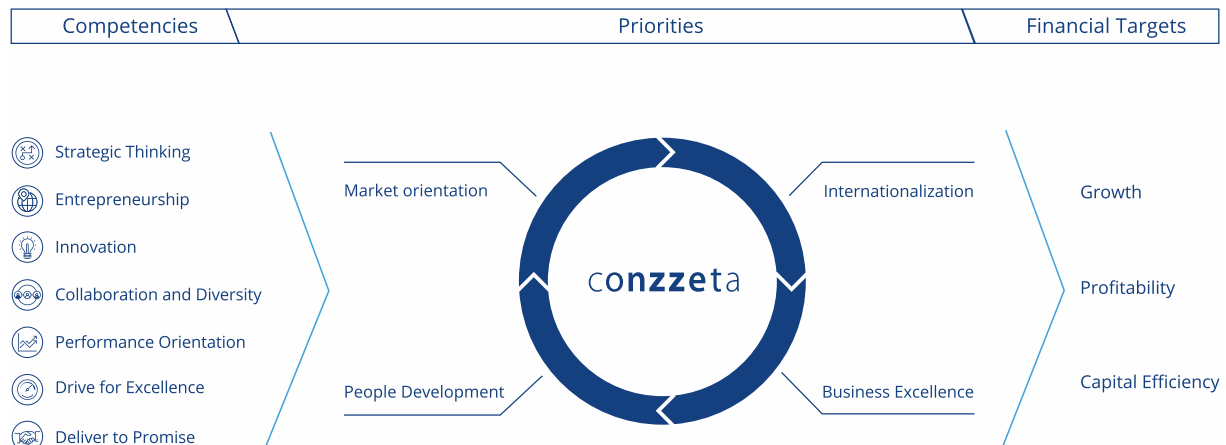 Competencies
Priorities
Financial Targets
Strategic Thinking
Entrepreneurship
Innovation
Collaboration and Diversity
Performance Orientation
Drive for Excellence
Deliver to Promise
Market orientation
Internationalization
conzzeta
People Development
Business Excellence
Growth
Profitability
Capital Efficiency